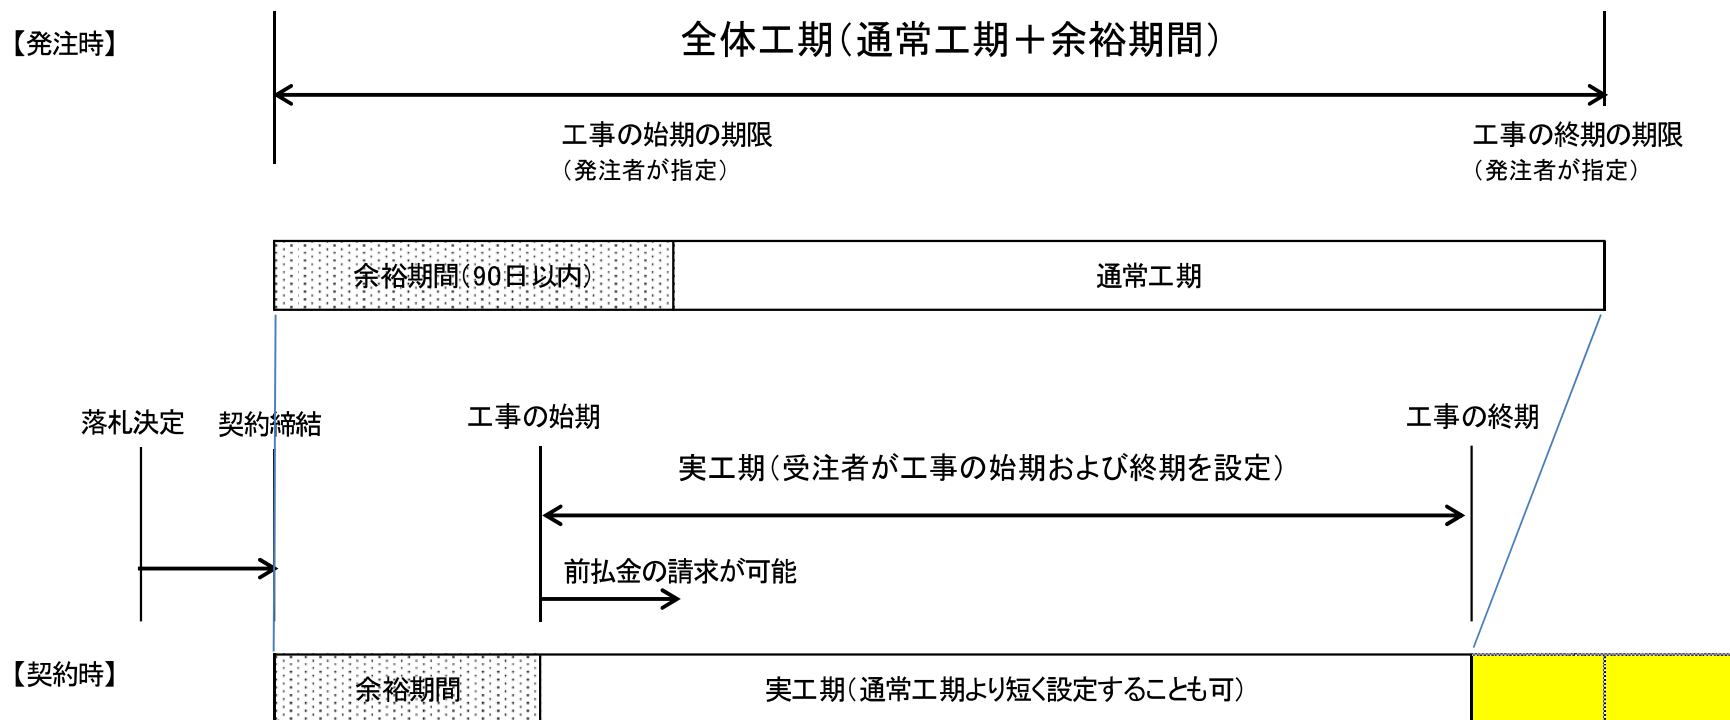 【発注時】
全体工期（通常工期＋余裕期間）
工事の始期の期限
（発注者が指定）
工事の終期の期限
（発注者が指定）
余裕期間（90日以内）
通常工期
落札決定
契約締結
工事の始期
工事の終期
実工期（受注者が工事の始期および終期を設定）
前払金の請求が可能
【契約時】
余裕期間
実工期（通常工期より短く設定することも可）